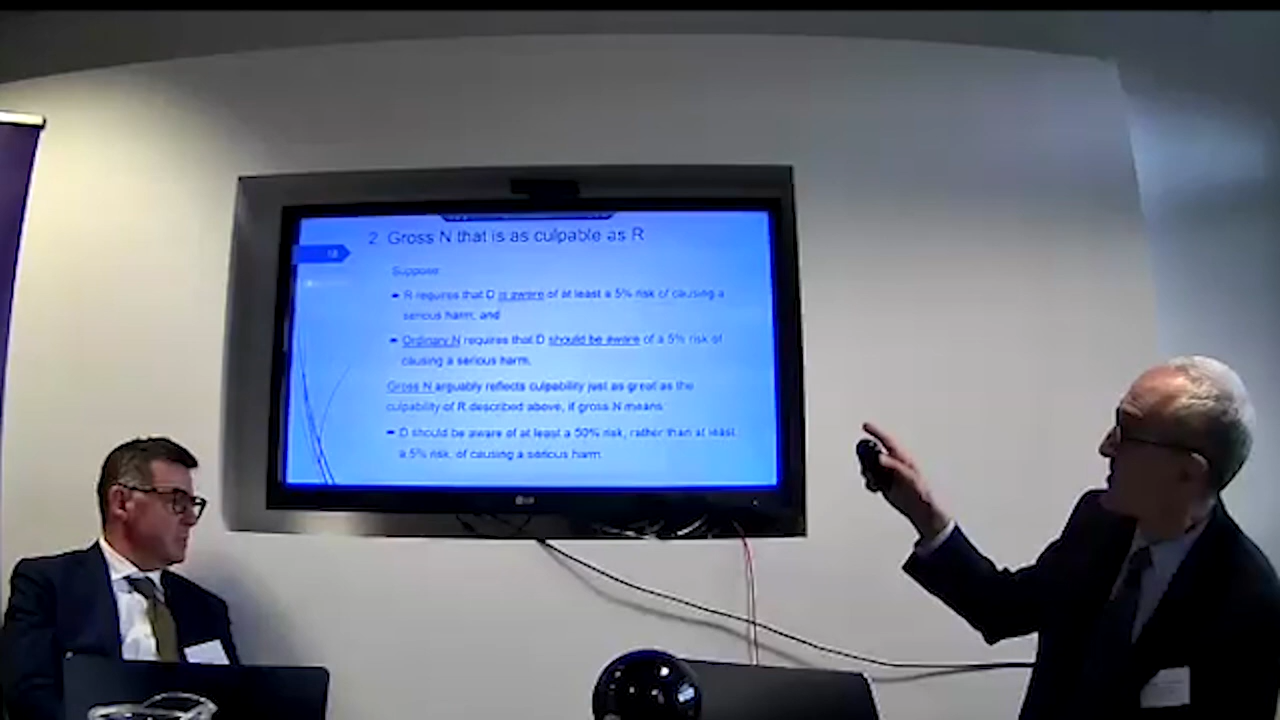 2 Gross N that is as culpable as R
18
Suppose:
R requires that D is aware of at least a 5% risk of causing a
serious harm; and
Ordinary N requires that D should be aware of a 5% risk of
causing a serious harm.
Gross N arguably reflects culpability just as great as the
culpability of R described above, if gross N means
D should be aware of at least a 50% risk, rather than at least
a 5% risk, of causing a serious harm.
LG